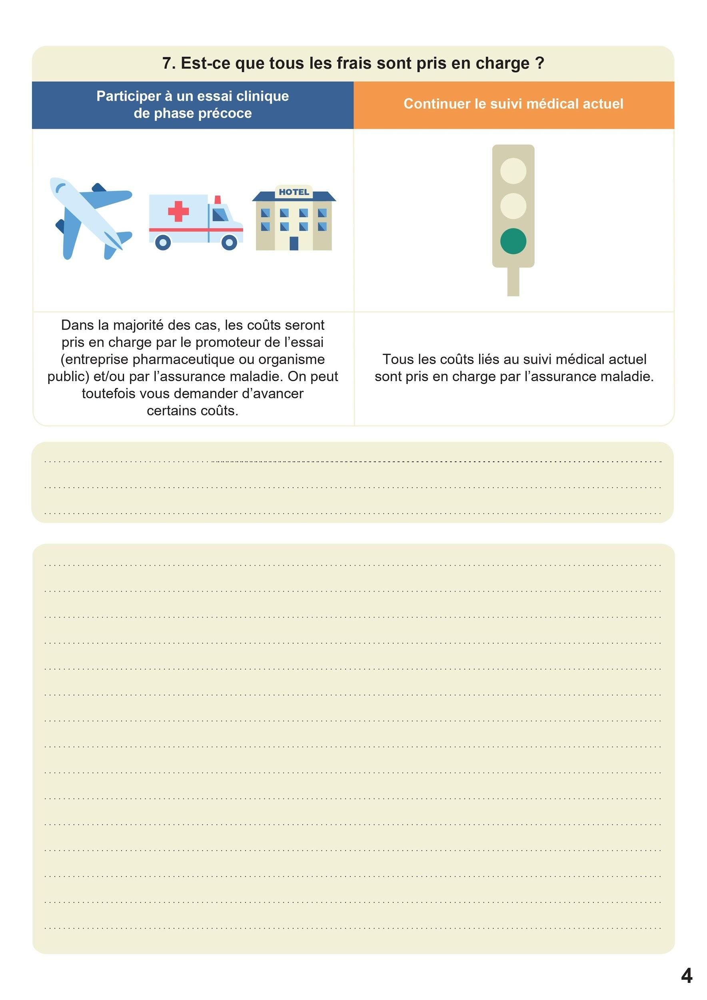 7. Est-ce que tous les frais sont pris en charge ?
Participer à un essai clinique
de phase précoce
Continuer le suivi médical actuel
HOTEL
Dans la majorité des cas, les coûts seront
pris en charge par le promoteur de l’essai
(entreprise pharmaceutique ou organisme
public) et/ou par l’assurance maladie. On peut
toutefois vous demander d’avancer
certains coûts.
Tous les coûts liés au suivi médical actuel
sont pris en charge par l’assurance maladie.
4